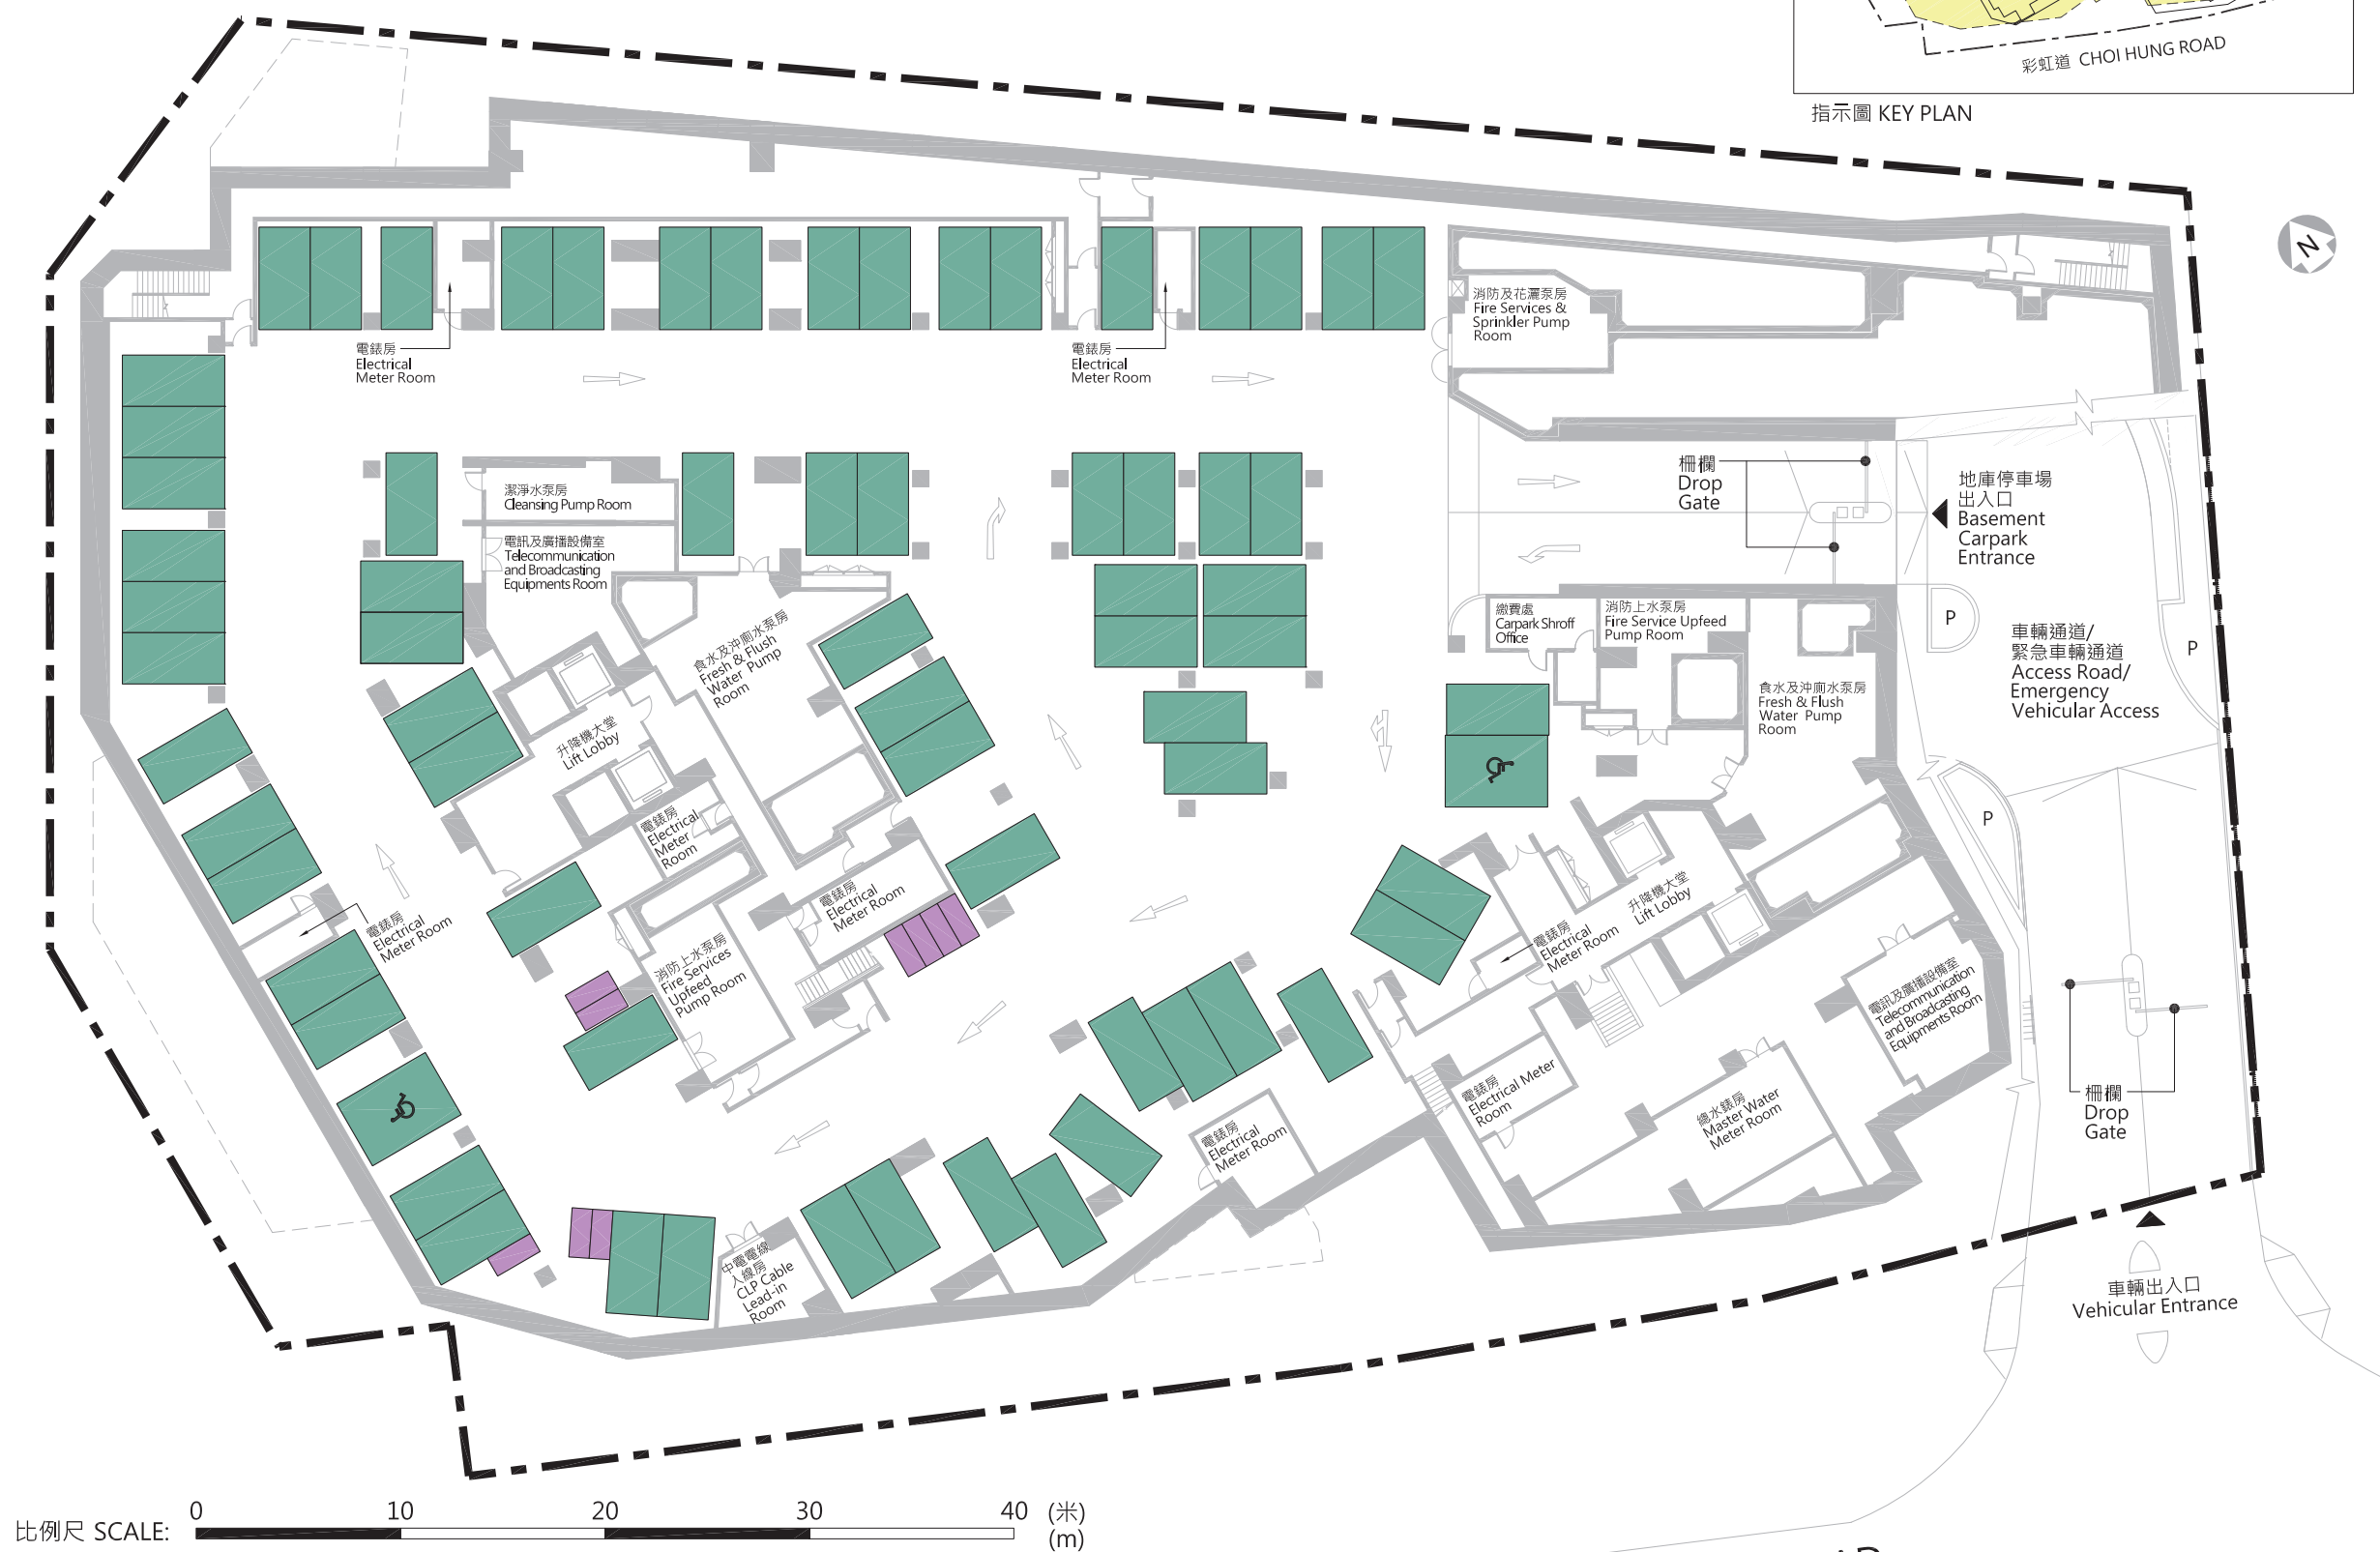 彩虹道 CHOI HUNG ROAD
指示圖 KEY PLAN
N
消防及花灑泵房
Fire Services &
Sprinkler Pump
Room
電錶房
Electrical
Meter Room
電錶房
Electrical
Meter Room
潔淨水泵房
Cleansing Pump Room
電訊及廣播設備室
Telecommunication
and Broadcasting
Equipments Room
柵欄
Drop
Gate
地庫停車場
出入口
Basement
Carpark
Entrance
繳費處
Carpark Shroff
Office
消防上水泵房
Fire Service Upfeed
Pump Room
P
P
車輛通道/
緊急車輛通道
Access Road/
Emergency
Vehicular Access
食水及沖廁水泵房
Fresh & Flush
Water Pump
Room
食水及沖廁水泵房
Fresh & Flush
Water Pump
Room
升降機大堂
Lift Lobby
電錶房
Electrical
Meter
Room
P
電錶房
Electrical
Meter Room
電錶房
Electrical
Meter Room
消防上水泵房
Fire Services
Upfeed
Pump Room
升降機大堂
Lift Lobby
電錶房
Electrical
Meter Room
電訊及廣播設備室
Telecommunication
and Broadcasting
Equipments Room
電錶房
Electrical Meter
Room
總水錶房
Master Water
Meter Room
電錶房
Electrical
Meter Room
柵欄
Drop
Gate
中電電線
入線房
CLP Cable
Lead-in
Room
車輛出入口
Vehicular Entrance
比例尺 SCALE:
0 10 20 30 40 (米)
(m)